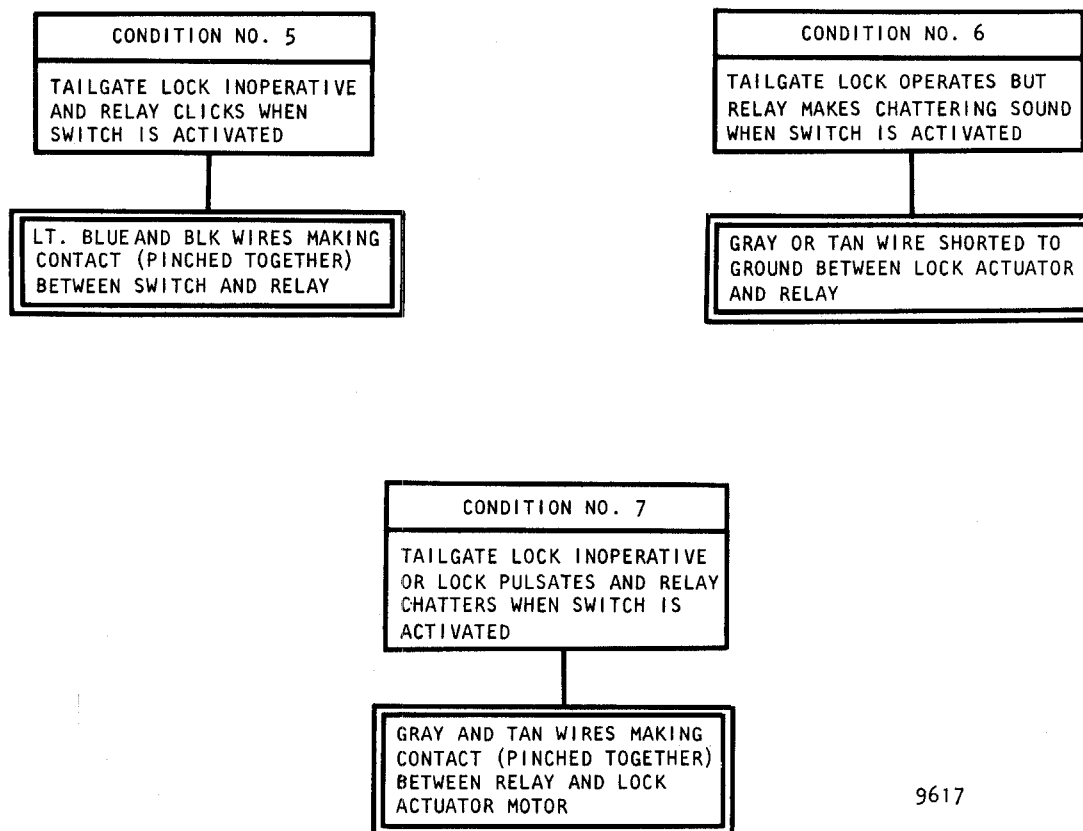 CONDITION NO. 5
TAILGATE LOCK INOPERATIVE
AND RELAY CLICKS WHEN
SWITCH IS ACTIVATED
LT. BLUE AND BLK WIRES MAKING
CONTACT (PINCHED TOGETHER)
BETWEEN SWITCH AND RELAY
CONDITION NO. 6
TAILGATE LOCK OPERATES BUT
RELAY MAKES CHATTERING SOUND
WHEN SWITCH IS ACTIVATED
GRAY OR TAN WIRE SHORTED TO
GROUND BETWEEN LOCK ACTUATOR
AND RELAY
CONDITION NO. 7
TAILGATE LOCK INOPERATIVE
OR LOCK PULSATES AND RELAY
CHATTERS WHEN SWITCH IS
ACTIVATED
GRAY AND TAN WIRES MAKING
CONTACT (PINCHED TOGETHER)
BETWEEN RELAY AND LOCK
ACTUATOR MOTOR
9617